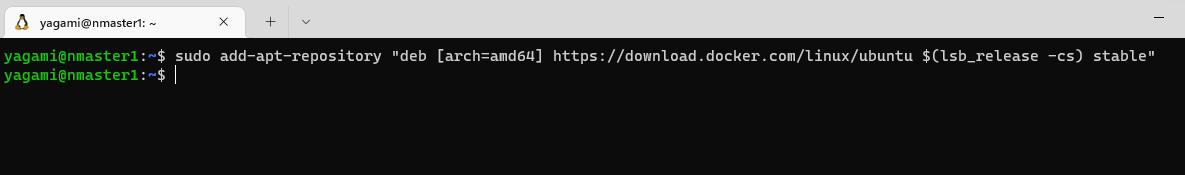 yagami@nmaster1: ~
yagami@nmaster1:~$ sudo add-apt-repository "deb [arch=amd64] https://download.docker.com/linux/ubuntu $(lsb_release -cs) stable"
yagami@nmaster1:~$